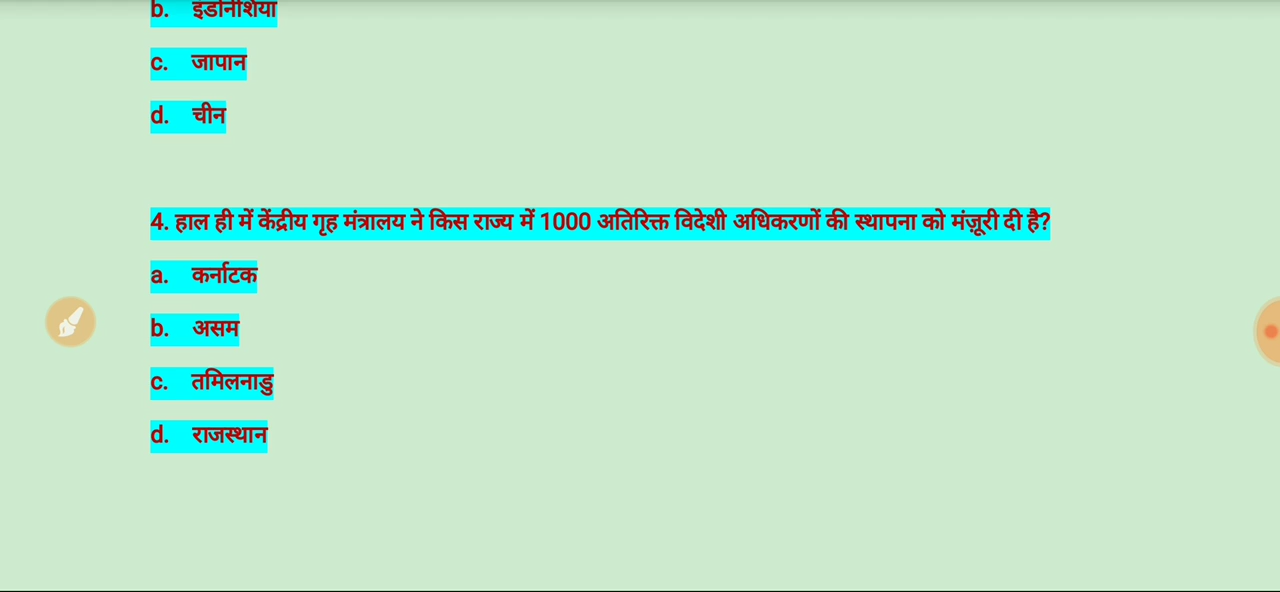 b. इंडोनेशिया
c. जापान
d. चीन
4. हाल ही में केंद्रीय गृह मंत्रालय ने किस राज्य में 1000 अतिरिक्त विदेशी अधिकरणों की स्थापना को मंज़ूरी दी है?
a. कर्नाटक
b. असम
c. तमिलनाडु
d. राजस्थान